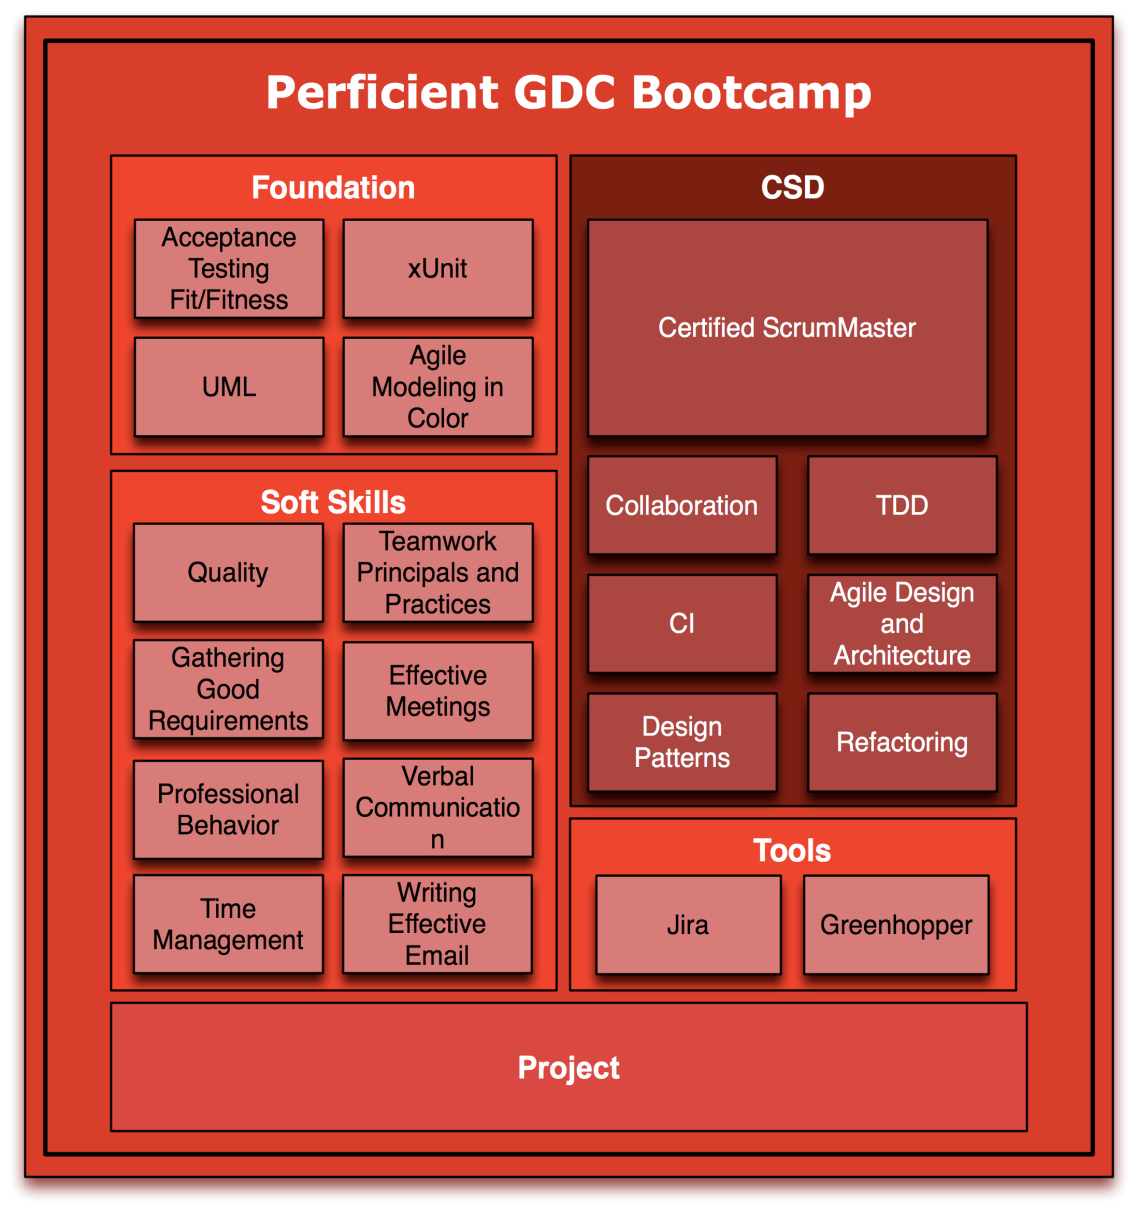 Perficient GDC Bootcamp
Foundation
Acceptance
Testing
Fit/Fitness
xUnit
UML
Agile
Modeling in
Color
Soft Skills
Quality
Teamwork
Principals and
Practices
Gathering
Good
Requirements
Effective
Meetings
Professional
Behavior
Verbal
Communicatio
n
Time
Management
Writing
Effective
Email
CSD
Certified ScrumMaster
Collaboration
TDD
CI
Agile Design
and
Architecture
Design
Patterns
Refactoring
Tools
Jira
Greenhopper
Project